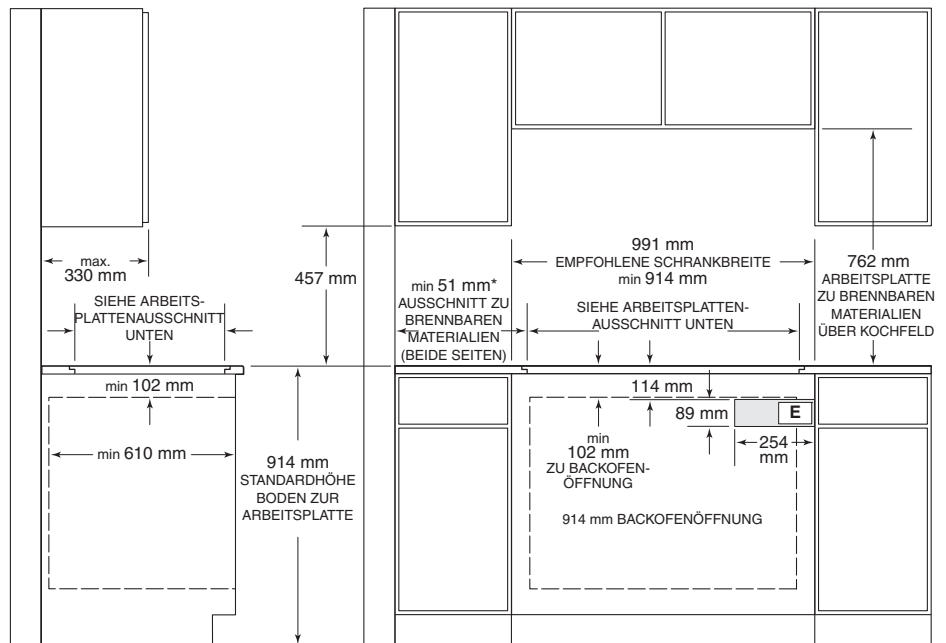 max.
330 mm
SIEHE ARBEITS-
PLATTENAUSSCHNITT
UNTEN
min 102 mm
min 610 mm
457 mm
914 mm
STANDARDHÖHE
BODEN ZUR
ARBEITSPLATTE
min 51 mm*
AUSSCHNITT ZU
BRENNBAREN
MATERIALIEN
(BEIDE SEITEN)
991 mm
EMPFOHLENE SCHRANKBREITE
min 914 mm
SIEHE ARBEITSPLATTEN-
AUSSCHNITT UNTEN
762 mm
ARBEITSPLATTE
ZU BRENNBAREN
MATERIALIEN
ÜBER KOCHFELD
114 mm
89 mm
E
254
mm
min
102 mm
ZU BACKOFEN-
ÖFFNUNG
914 mm BACKOFENÖFFNUNG